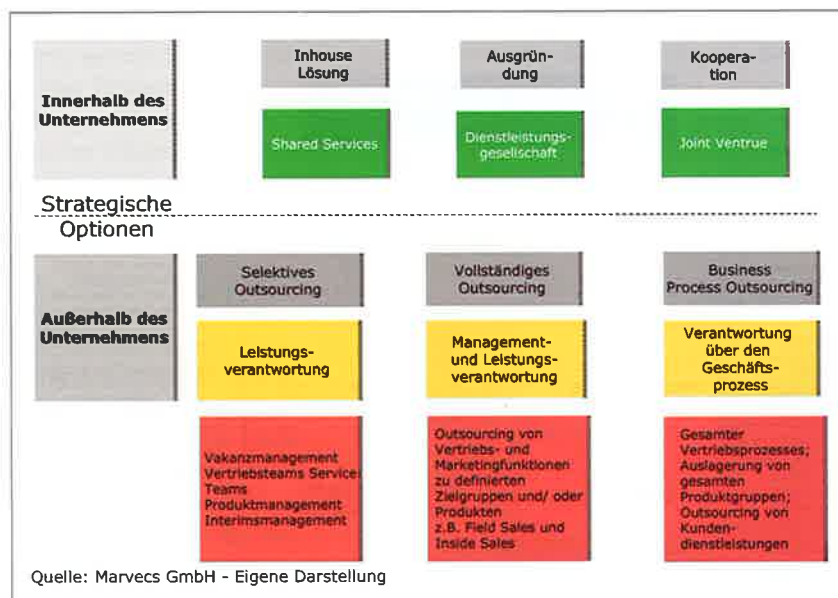 Innerhalb des
Unternehmens
Inhouse
Lösung
Ausgrün-
dung
Koopera-
tion
Shared Services
Dienstleistungs-
gesellschaft
Joint Ventrue
Strategische
Optionen
Außerhalb des
Unternehmens
Selektives
Outsourcing
Vollständiges
Outsourcing
Business
Process Outsourcing
Leistungs-
verantwortung
Management-
und Leistungs-
verantwortung
Verantwortung
über den
Geschäfts-
prozess
Vakanzmanagement
Vertriebsteams Service
Teams
Produktmanagement
Interimsmanagement
Outsourcing von
Vertriebs- und
Marketingfunktionen
zu definierten
Zielgruppen und/ oder
Produkten
z.B. Field Sales und
Inside Sales
Gesamter
Vertriebsprozesses;
Auslagerung von
gesamten
Produktgruppen;
Outsourcing von
Kunden-
dienstleistungen
Quelle: Marvecs GmbH - Eigene Darstellung